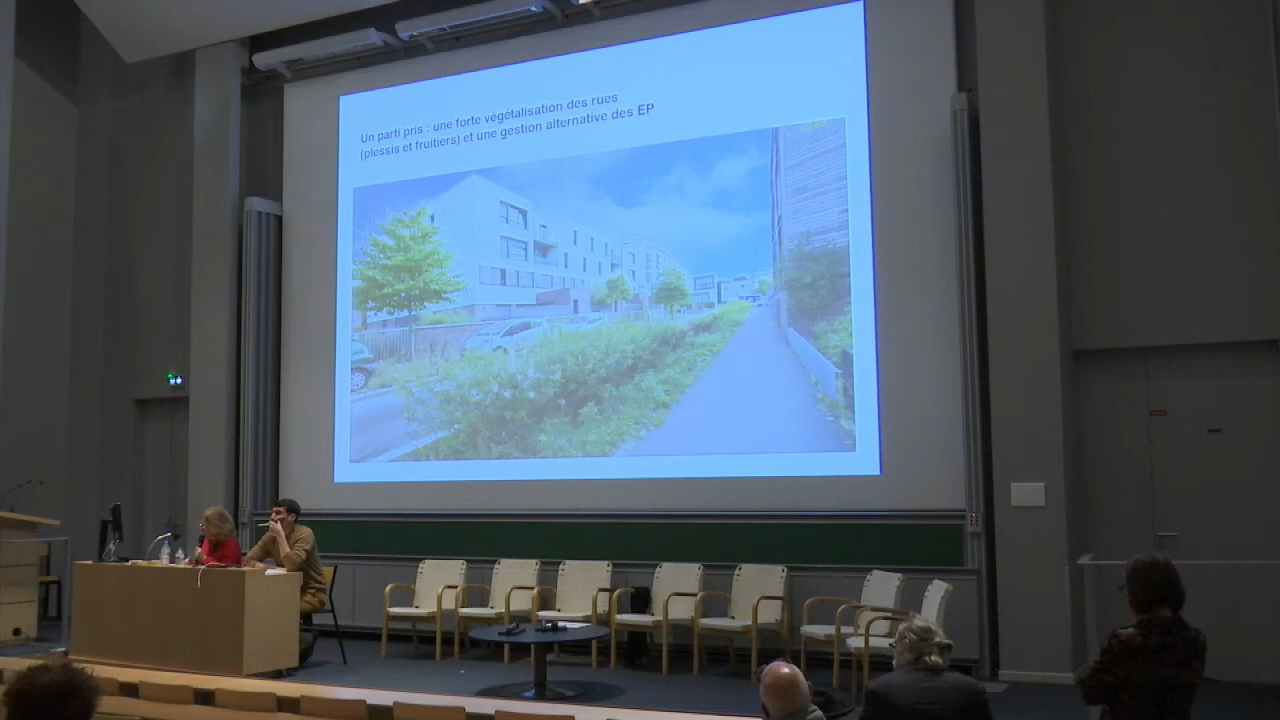 Un parti pris : une forte végétalisation des rues
(plessis et fruitiers) et une gestion alternative des EP